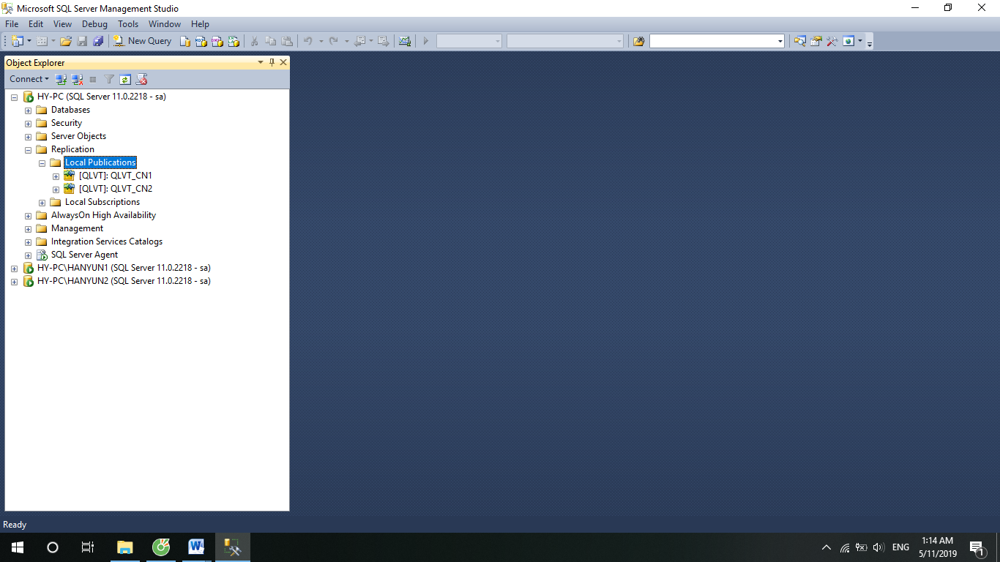 Microsoft SQL Server Management Studio
File Edit View Debug Tools Window Help
New Query
Object Explorer
Connect
HY-PC (SQL Server 11.0.2218 - sa)
Databases
Security
Server Objects
Replication
Local Publications
[QLVT]: QLVT_CN1
[QLVT]: QLVT_CN2
Local Subscriptions
AlwaysOn High Availability
Management
Integration Services Catalogs
SQL Server Agent
HY-PC\HANYUN1 (SQL Server 11.0.2218 - sa)
HY-PC\HANYUN2 (SQL Server 11.0.2218 - sa)
Ready
ENG
1:14 AM
5/11/2019
1